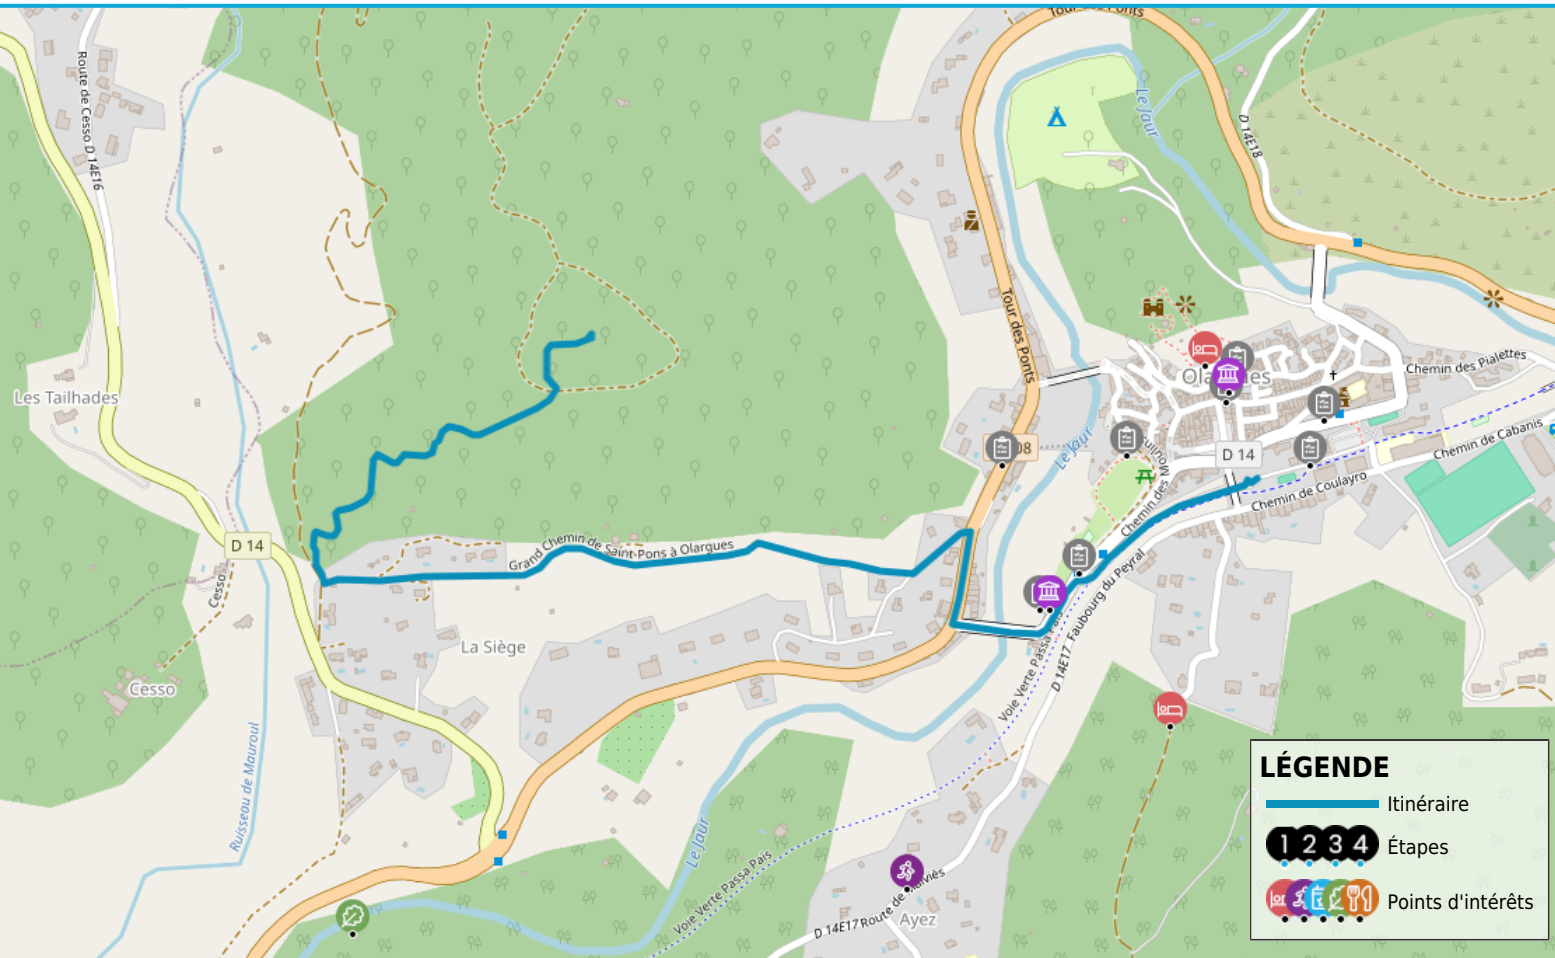 Tour des Ponts
Route de Cesso D 14E16
Le Jaur
D 14E18
Tour des Ponts
Les Tailhades
Chemin des Pialettes
Le Jaur
D 14
Chemin de Cabanis
Chemin de Coulayro
Chemin des
D 14
Grand Chemin de Saint-Pons à Olargues
Cesso
Faubourg du Peyral
La Siège
D 14E17
Voie Verte Passa Païs
Cesso
Ruisseau de Mauroul
LÉGENDE
Itinéraire
1 2 3 4
Étapes
Points d'intérêts
Le Jaur
Voie Verte Passa Païs
D 14E17
Route de
Ayez